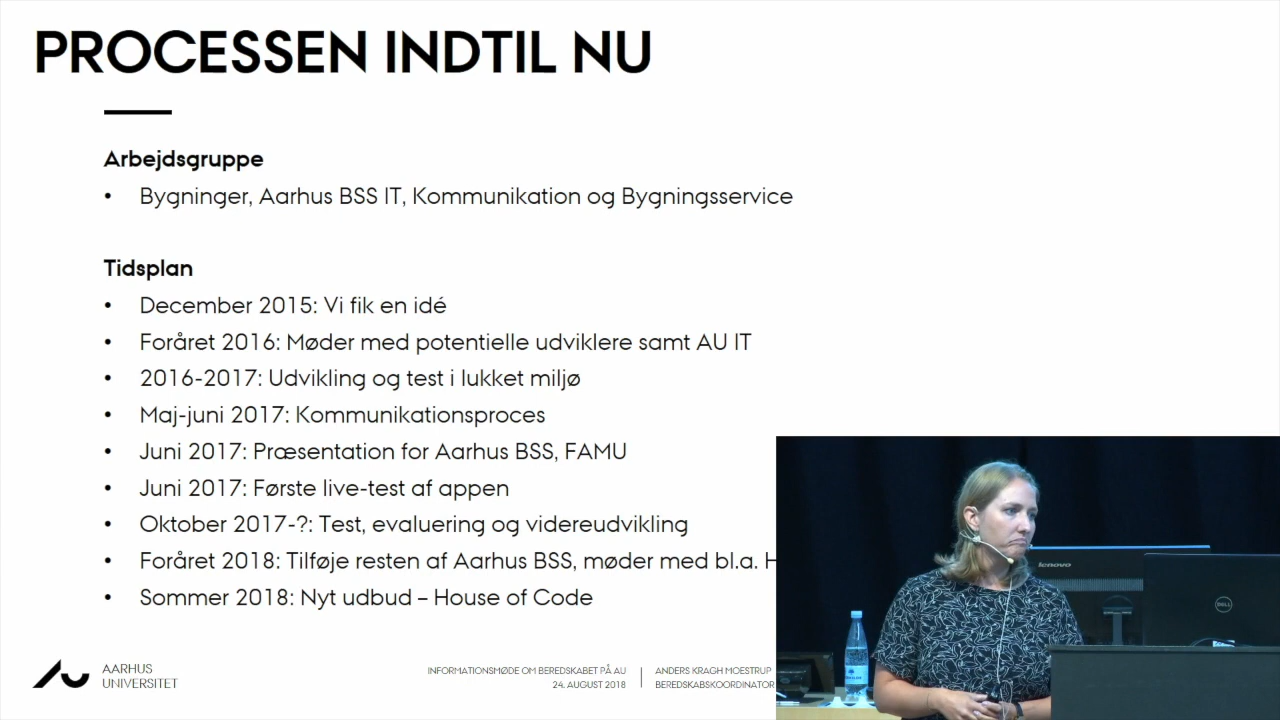 PROCESSEN INDTIL NU
Arbejdsgruppe
• Bygninger, Aarhus BSS IT, Kommunikation og Bygningsservice
Tidsplan
• December 2015: Vi fik en idé
• Foråret 2016: Møder med potentielle udviklere samt AU IT
• 2016-2017: Udvikling og test i lukket miljø
• Maj-juni 2017: Kommunikationsproces
• Juni 2017: Præsentation for Aarhus BSS, FAMU
• Juni 2017: Første live-test af appen
• Oktober 2017-?: Test, evaluering og videreudvikling
• Foråret 2018: Tilføje resten af Aarhus BSS, møder med bl.a. H
• Sommer 2018: Nyt udbud – House of Code
AARHUS
UNIVERSITET
INFORMATIONSMØDE OM BEREDSKABET PÅ AU
24. AUGUST 2018
ANDERS KRAGH MOESTRUP
BEREDSKABSKOORDINATOR
lenovo
DELL